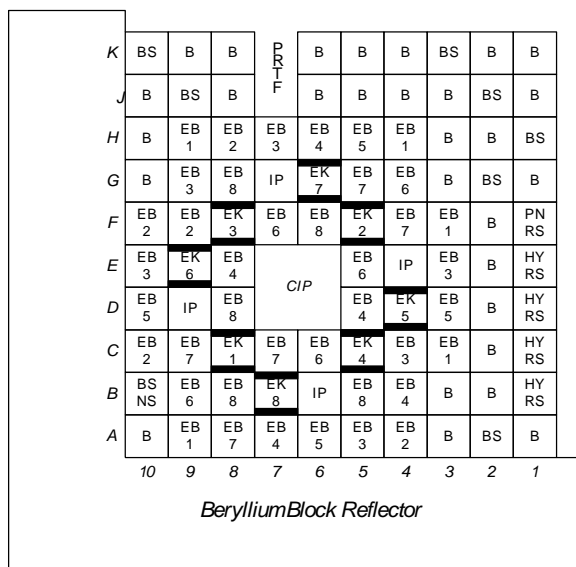 K BS B B PRTF B B B BS B B
J B BS B B B B B BS B
H B EB 1 EB 2 EB 3 EB 4 EB 5 EB 1 B B BS
G B EB 3 EB 8 IP EK 7 EB 7 EB 6 B BS B
F EB 2 EB 2 EK 3 EB 6 EB 8 EK 2 EB 7 EB 1 B PN RS
E EB 3 EK 6 EB 4 CIP EB 6 IP EB 3 B HY RS
D EB 5 IP EB 8 EB 4 EK 5 EB 5 B HY RS
C EB 2 EB 7 EK 1 EB 7 EB 6 EK 4 EB 3 EB 1 B HY RS
B BS NS EB 6 EB 8 EK 8 IP EB 8 EB 4 B B HY RS
A B EB 1 EB 7 EB 4 EB 5 EB 3 EB 2 B BS B
10 9 8 7 6 5 4 3 2 1
BerylliumBlock Reflector